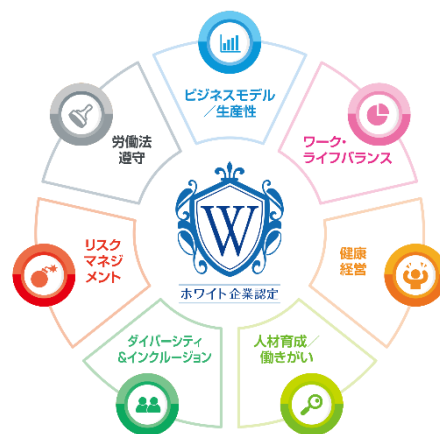 ビジネスモデル
／生産性
ワーク・
ライフバランス
健康
経営
人材育成／
働きがい
ダイバーシティ
&インクルージョン
リスク
マネジ
メント
労働法
遵守
W
ホワイト企業認定